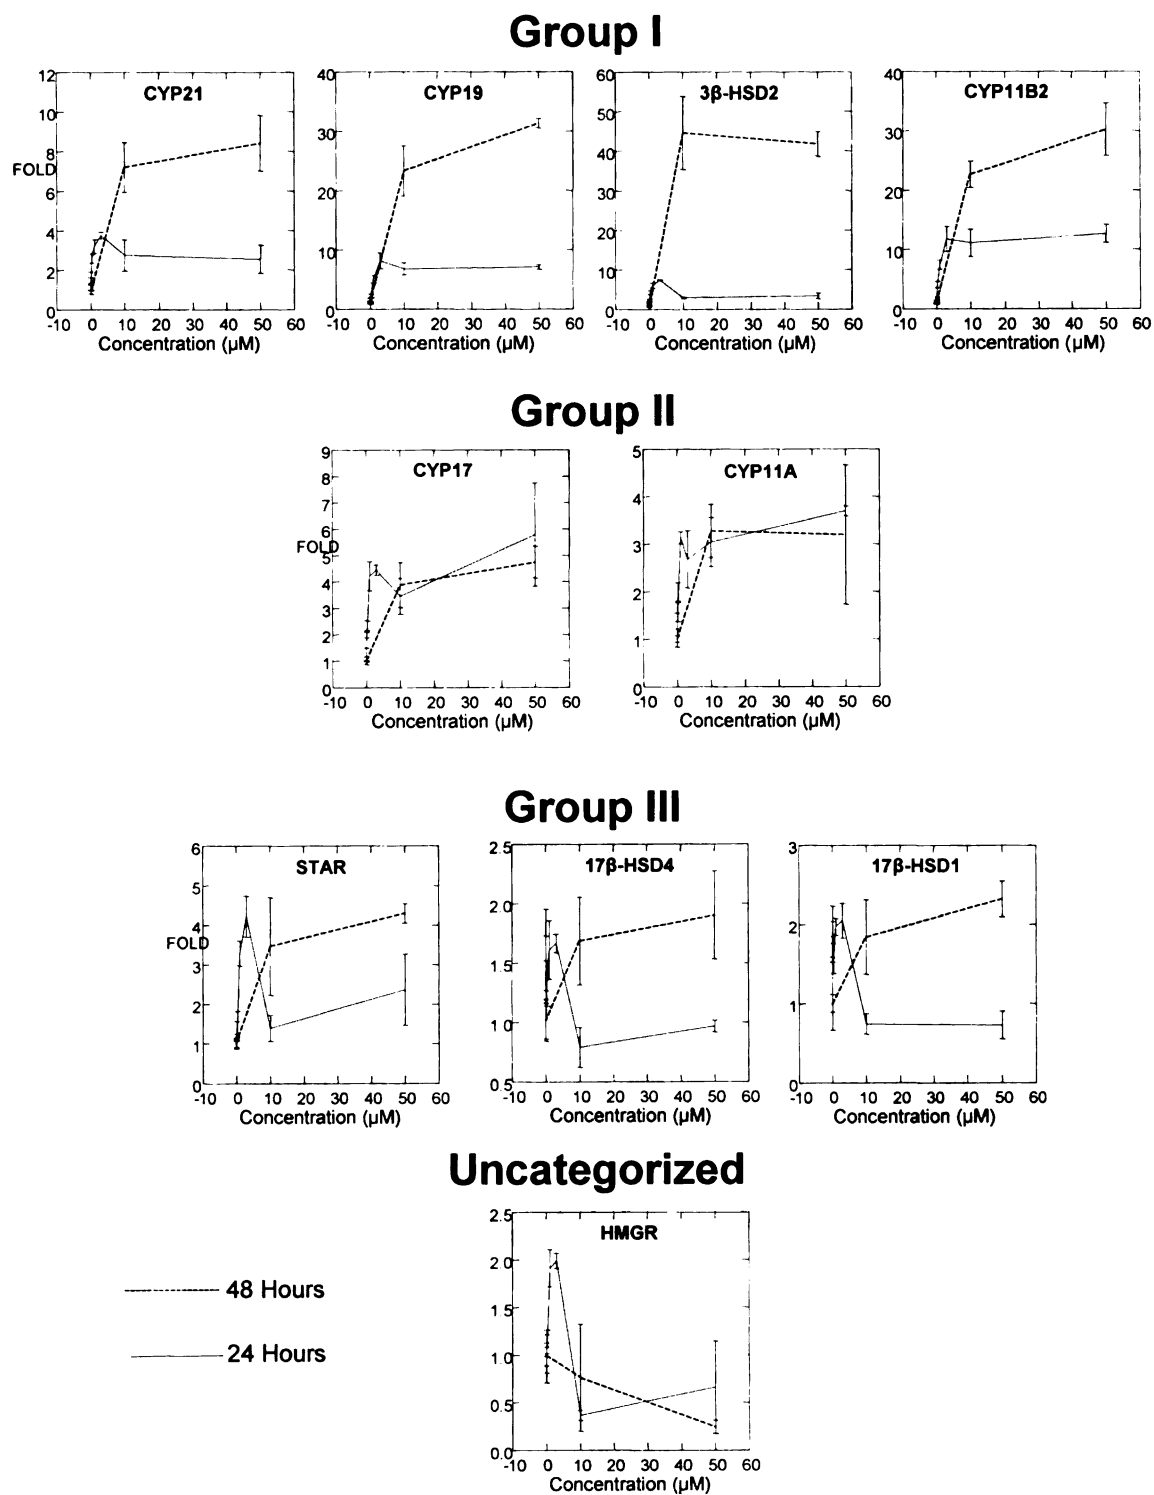 Group I
CYP21
CYP19
3β-HSD2
CYP11B2
FOLD
12
10
8
6
4
2
0
-10 0 10 20 30 40 50 60
Concentration (µM)
40
30
20
10
0
-10 0 10 20 30 40 50 60
Concentration (µM)
60
50
40
30
20
10
0
-10 0 10 20 30 40 50 60
Concentration (µM)
40
30
20
10
0
-10 0 10 20 30 40 50 60
Concentration (µM)
Group II
CYP17
CYP11A
FOLD
9
8
7
6
5
4
3
2
1
0
-10 0 10 20 30 40 50 60
Concentration (µM)
5
4
3
2
1
0
-10 0 10 20 30 40 50 60
Concentration (µM)
Group III
STAR
17β-HSD4
17β-HSD1
FOLD
6
5
4
3
2
1
0
-10 0 10 20 30 40 50 60
Concentration (µM)
2.5
2.0
1.5
1.0
0.5
-10 0 10 20 30 40 50 60
Concentration (µM)
3
2
1
0
-10 0 10 20 30 40 50 60
Concentration (µM)
Uncategorized
HMGR
2.5
2.0
1.5
1.0
0.5
0.0
-10 0 10 20 30 40 50 60
Concentration (µM)
48 Hours
24 Hours